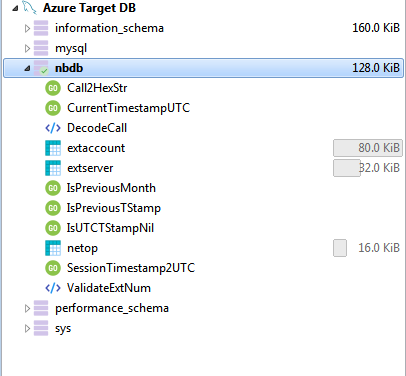 Azure Target DB
information_schema 160.0 KiB
mysql
nbdb 128.0 KiB
GO Call2HexStr
GO CurrentTimestampUTC
</> DecodeCall
extaccount 80.0 KiB
extserver 32.0 KiB
GO IsPreviousMonth
GO IsPreviousTStamp
GO IsUTCTStampNil
netop 16.0 KiB
GO SessionTimestamp2UTC
</> ValidateExtNum
performance_schema
sys